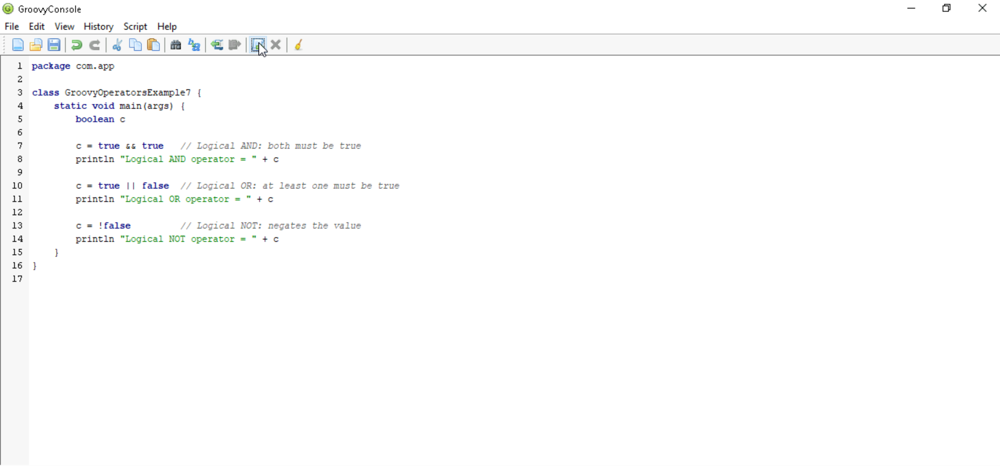 GroovyConsole
File Edit View History Script Help
1 package com.app
2
3 class GroovyOperatorsExample7 {
4     static void main(args) {
5         boolean c
6
7         c = true && true   // Logical AND: both must be true
8         println "Logical AND operator = " + c
9
10         c = true || false  // Logical OR: at least one must be true
11         println "Logical OR operator = " + c
12
13         c = !false         // Logical NOT: negates the value
14         println "Logical NOT operator = " + c
15     }
16 }
17